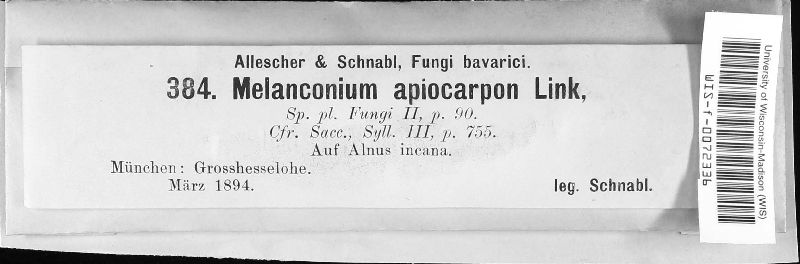 Allescher & Schnabl, Fungi bavarici.
384. Melanconium apiocarpon Link,
Sp. pl. Fungi II, p. 90.
Cfr. Sacc., Syll. III, p. 755.
Auf Alnus incana.
München: Grosshesselohe.
März 1894.
leg. Schnabl.
WIS-f-0072336
University of Wisconsin-Madison (WIS)